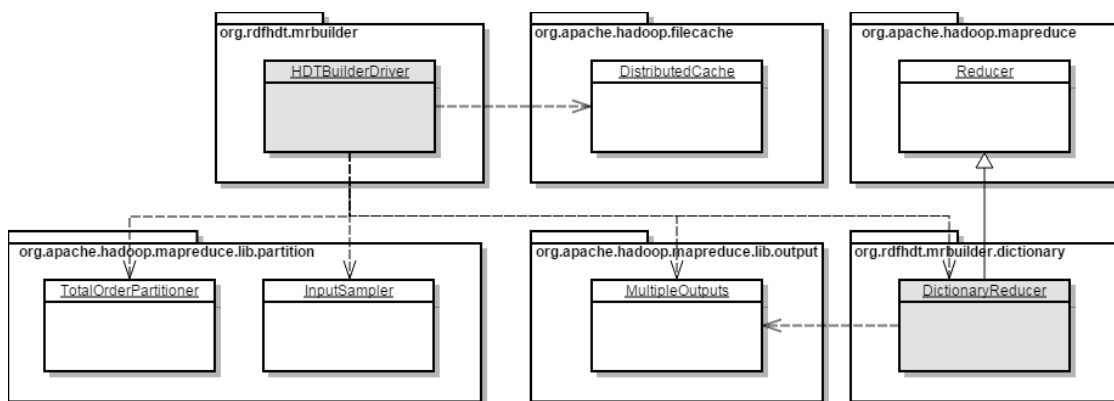 org.rdfhdt.mrbuilder
HDTBuilderDriver
org.apache.hadoop.filecache
DistributedCache
org.apache.hadoop.mapreduce
Reducer
org.apache.hadoop.mapreduce.lib.partition
TotalOrderPartitioner
InputSampler
org.apache.hadoop.mapreduce.lib.output
MultipleOutputs
org.rdfhdt.mrbuilder.dictionary
DictionaryReducer